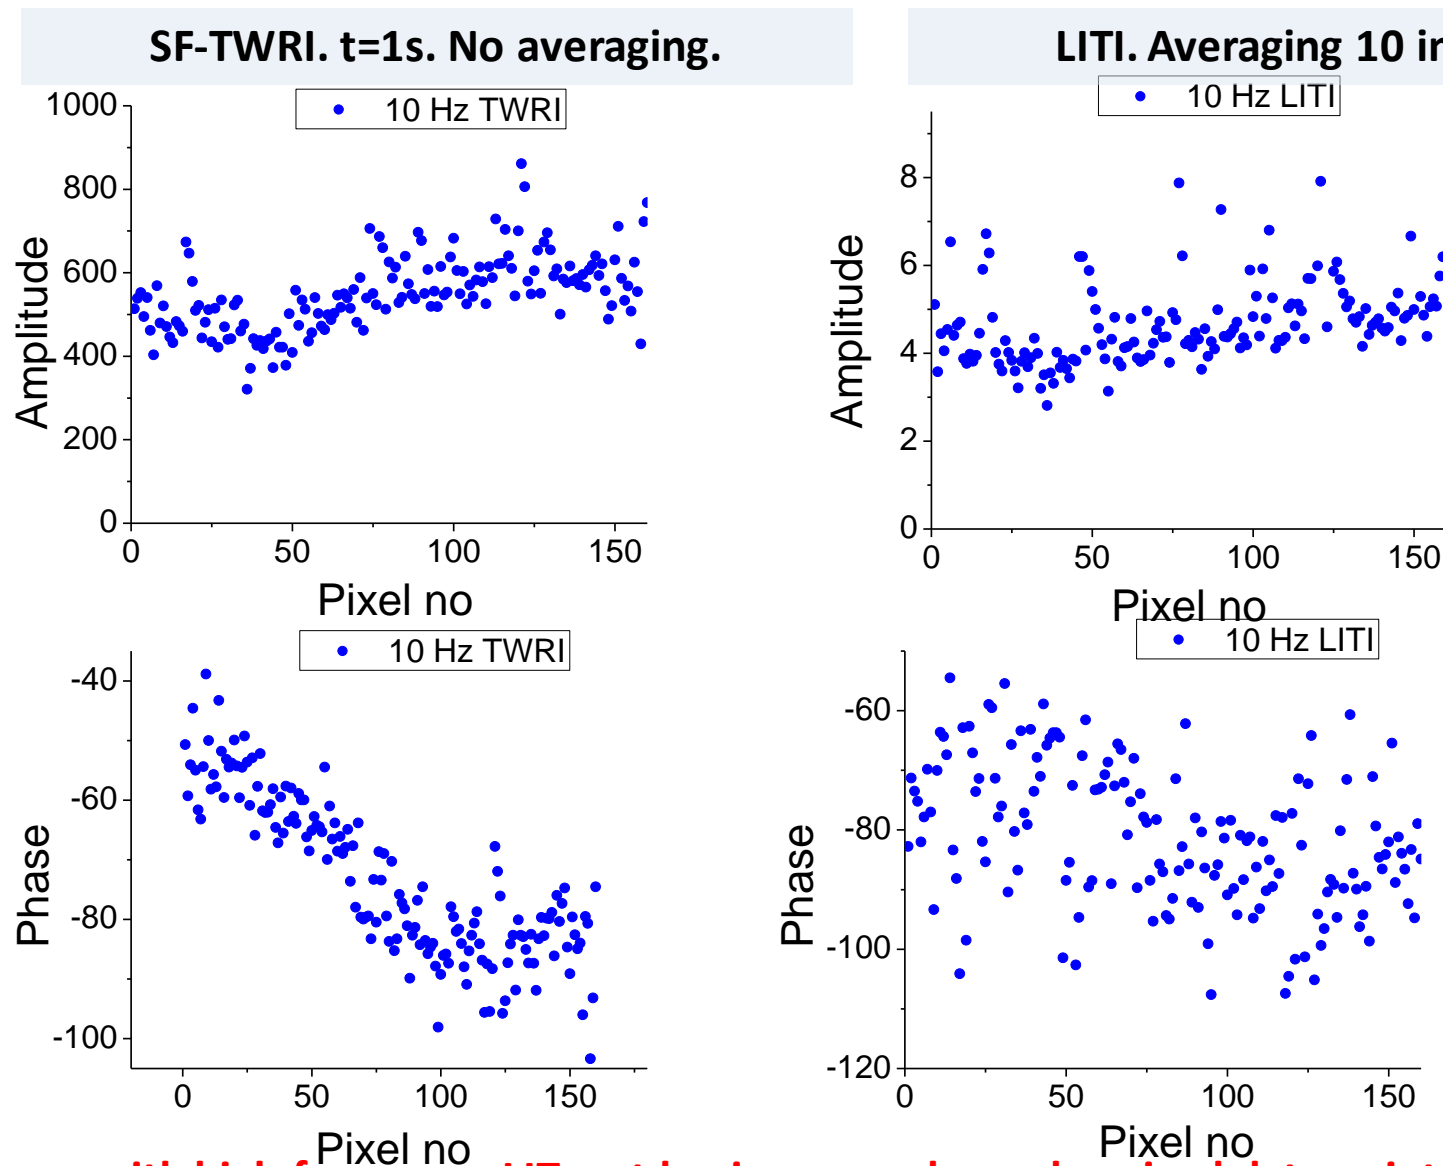 SF-TWRI. t=1s. No averaging.
LITI. Averaging 10 in
10 Hz TWRI
1000
800
600
400
200
0
Amplitude
0 50 100 150
Pixel no
10 Hz LITI
8
6
4
2
0
Amplitude
0 50 100 150
Pixel no
10 Hz TWRI
-40
-60
-80
-100
Phase
0 50 100 150
Pixel no
10 Hz LITI
-60
-80
-100
-120
Phase
0 50 100 150
Pixel no